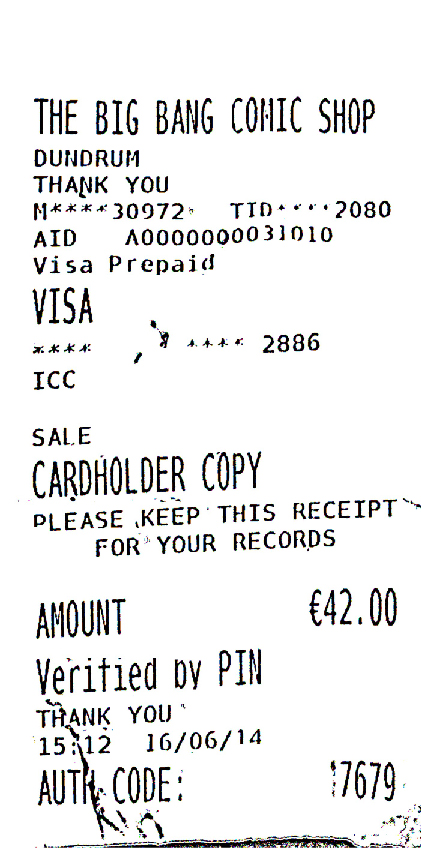 THE BIG BANG COMIC SHOP
DUNDRUM
THANK YOU
M****30972 TID****2080
AID A0000000031010
Visa Prepaid
VISA
**** **** 2886
ICC
SALE
CARDHOLDER COPY
PLEASE KEEP THIS RECEIPT
FOR YOUR RECORDS
AMOUNT €42.00
Verified by PIN
THANK YOU
15:12 16/06/14
AUTH CODE: 7679